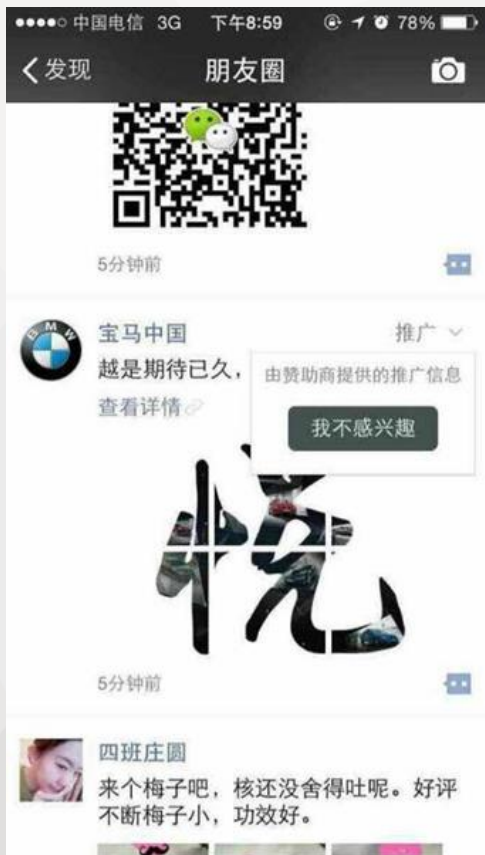 中国电信 3G 下午8:59 78%
发现 朋友圈
5分钟前
BMW
宝马中国 推广
越是期待已久，
由赞助商提供的推广信息
查看详情
我不感兴趣
悦
5分钟前
四班庄圆
来个梅子吧，核还没舍得吐呢。好评
不断梅子小，功效好。